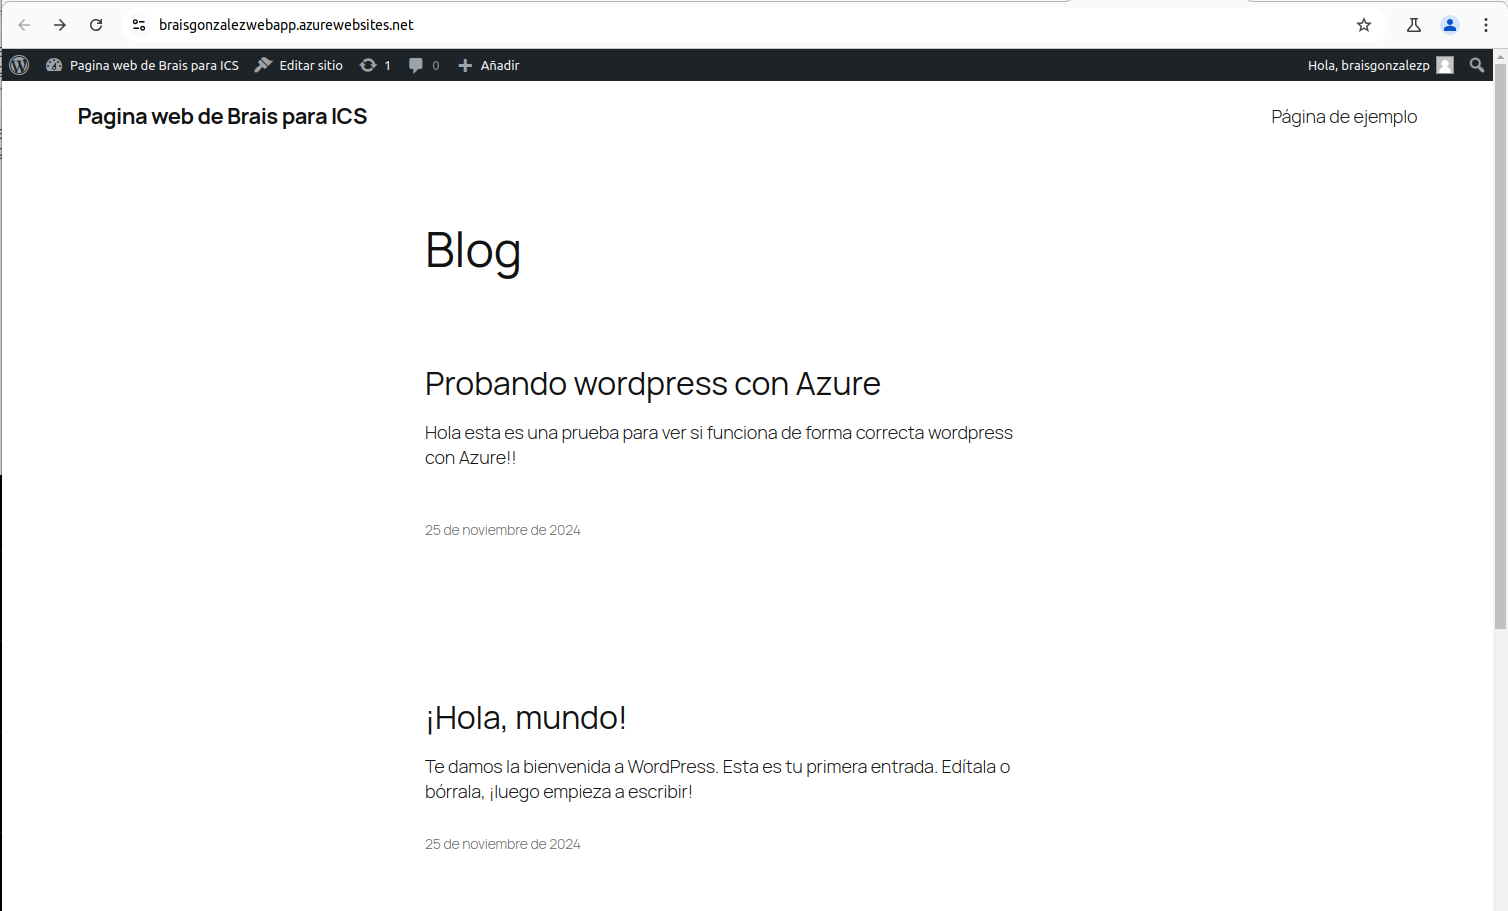 braisgonzalezwebapp.azurewebsites.net
Pagina web de Brais para ICS Editar sitio 1 0 Añadir Hola, braisgonzalezp
Pagina web de Brais para ICS Página de ejemplo
Blog
Probando wordpress con Azure
Hola esta es una prueba para ver si funciona de forma correcta wordpress
con Azure!!
25 de noviembre de 2024
¡Hola, mundo!
Te damos la bienvenida a WordPress. Esta es tu primera entrada. Edítala o
bórrala, ¡luego empieza a escribir!
25 de noviembre de 2024